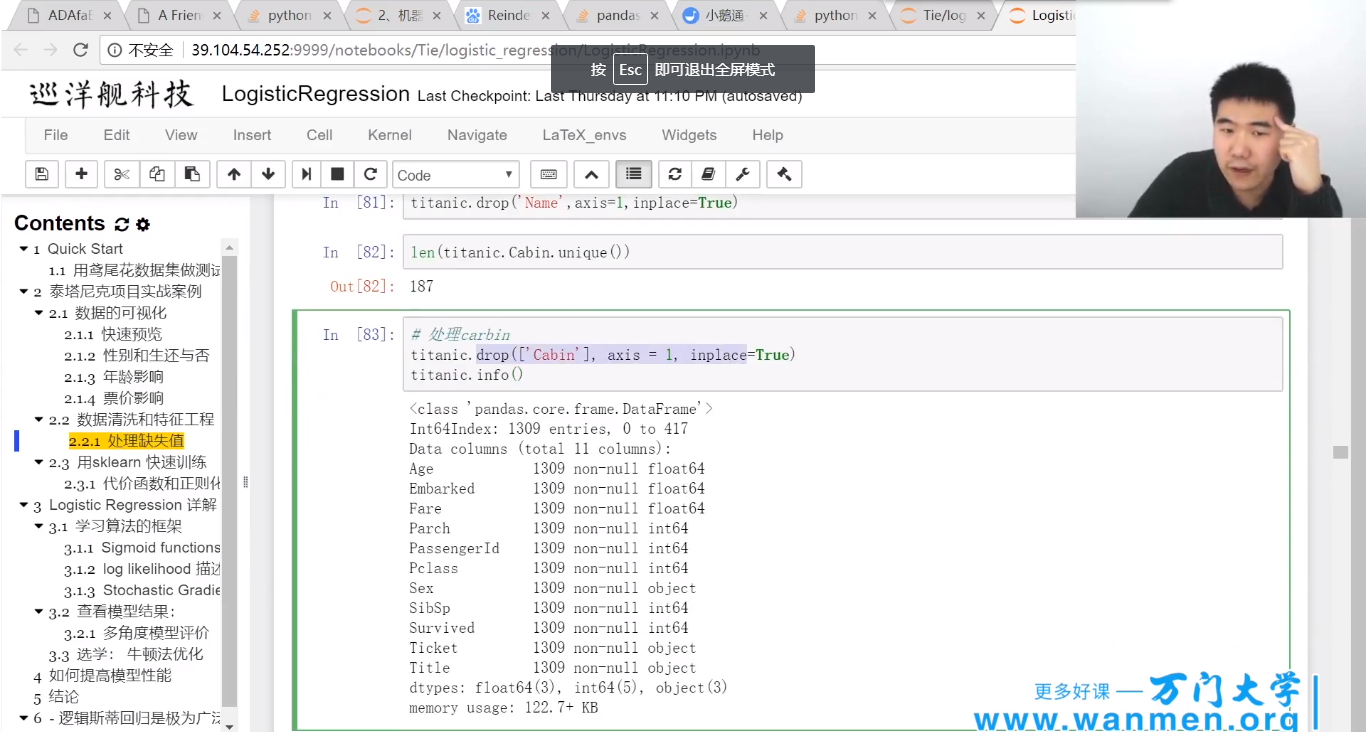 ADAfaE
A Frien
python
2、机器
Reinde
pandas
小鹅通
python
Tie/log
Logisti
不安全 39.104.54.252:9999/notebooks/Tie/logistic_regression/LogisticRegression.ipynb
按 Esc 即可退出全屏模式
巡洋舰科技 LogisticRegression Last Checkpoint: Last Thursday at 11:10 PM (autosaved)
File Edit View Insert Cell Kernel Navigate LaTeX_envs Widgets Help
Code
Contents
1 Quick Start
1.1 用鸢尾花数据集做测试
2 泰塔尼克项目实战案例
2.1 数据的可视化
2.1.1 快速预览
2.1.2 性别和生还与否
2.1.3 年龄影响
2.1.4 票价影响
2.2 数据清洗和特征工程
2.2.1 处理缺失值
2.3 用sklearn 快速训练
2.3.1 代价函数和正则化
3 Logistic Regression 详解
3.1 学习算法的框架
3.1.1 Sigmoid functions
3.1.2 log likelihood 描述
3.1.3 Stochastic Gradie
3.2 查看模型结果：
3.2.1 多角度模型评价
3.3 选学： 牛顿法优化
4 如何提高模型性能
5 结论
6 - 逻辑斯蒂回归是极为广泛
In [81]: titanic.drop('Name',axis=1,inplace=True)
In [82]: len(titanic.Cabin.unique())
Out[82]: 187
In [83]: # 处理carbin
titanic.drop(['Cabin'], axis = 1, inplace=True)
titanic.info()
<class 'pandas.core.frame.DataFrame'>
Int64Index: 1309 entries, 0 to 417
Data columns (total 11 columns):
Age 1309 non-null float64
Embarked 1309 non-null float64
Fare 1309 non-null float64
Parch 1309 non-null int64
PassengerId 1309 non-null int64
Pclass 1309 non-null int64
Sex 1309 non-null object
SibSp 1309 non-null int64
Survived 1309 non-null int64
Ticket 1309 non-null object
Title 1309 non-null object
dtypes: float64(3), int64(5), object(3)
memory usage: 122.7+ KB
更多好课 — 万门大学
www.wanmen.org